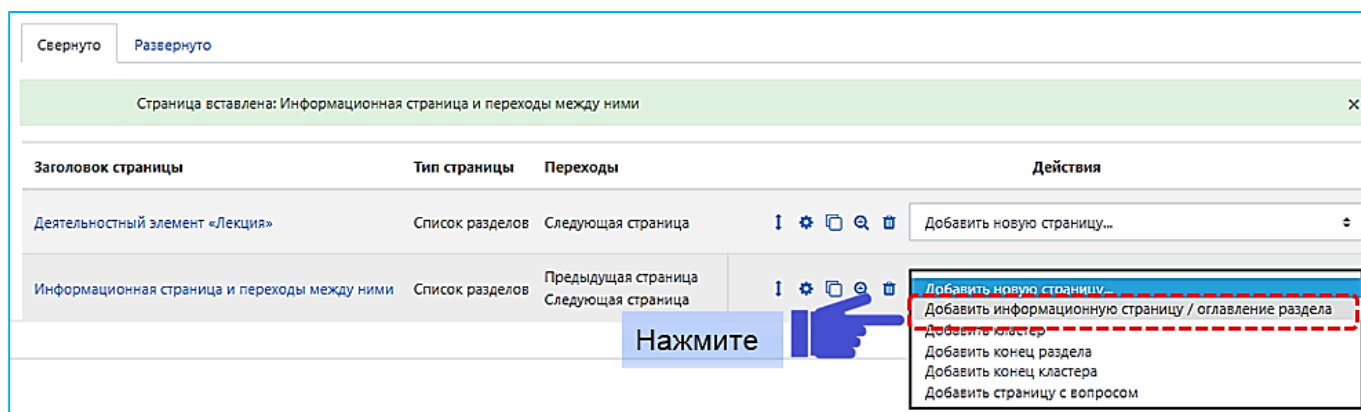 Свернуто Развернуто
Страница вставлена: Информационная страница и переходы между ними ×
Заголовок страницы Тип страницы Переходы Действия
Деятельностный элемент «Лекция» Список разделов Следующая страница Добавить новую страницу...
Информационная страница и переходы между ними Список разделов Предыдущая страница
Следующая страница
Добавить новую страницу...
Добавить информационную страницу / оглавление раздела
Добавить кластер
Добавить конец раздела
Добавить конец кластера
Добавить страницу с вопросом
Нажмите